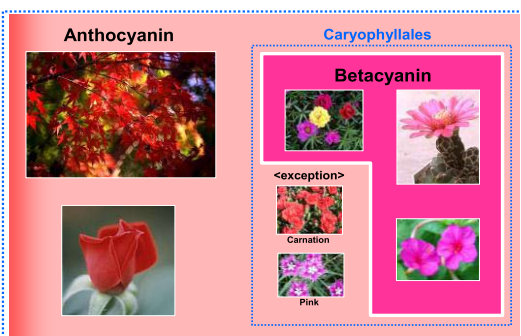 Anthocyanin
Caryophyllales
Betacyanin
<exception>
Carnation
Pink